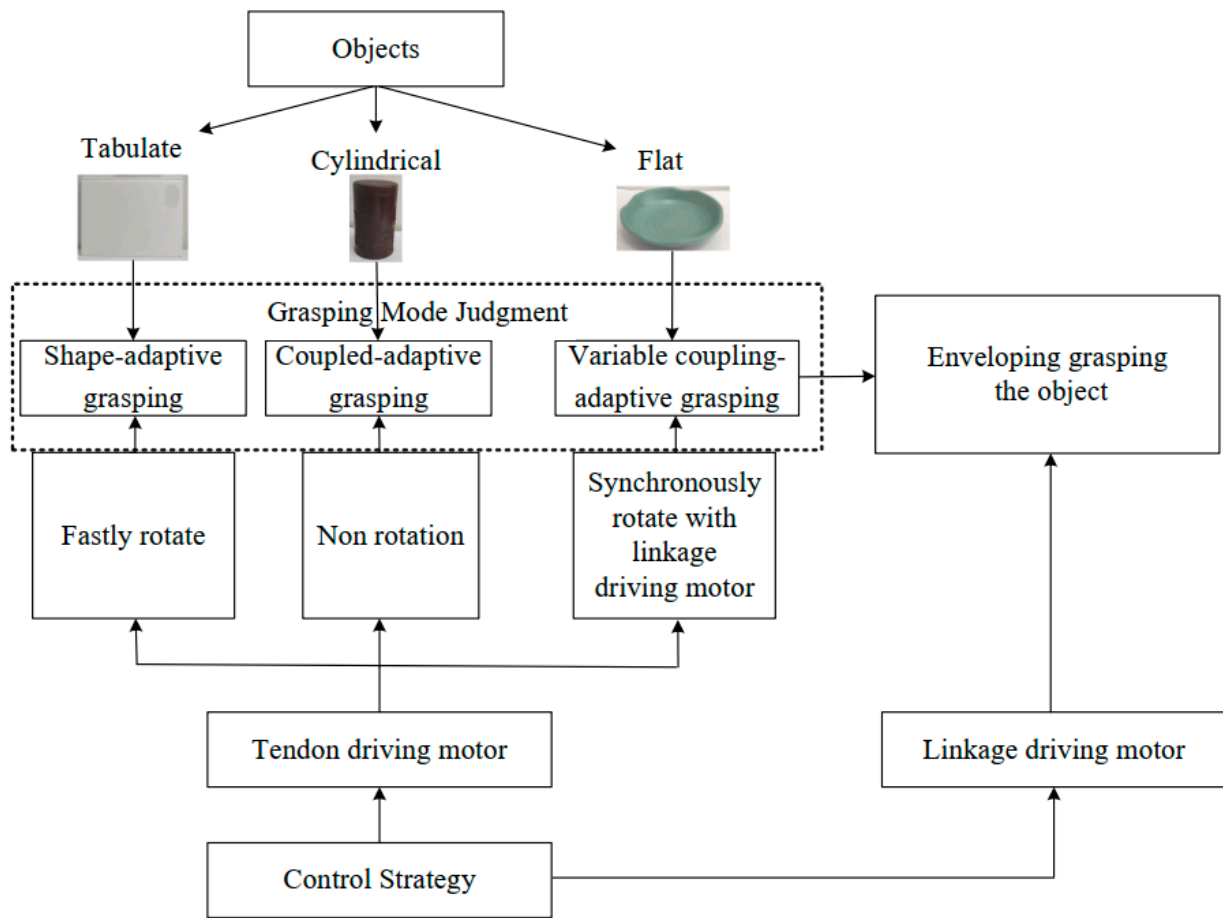 Objects
Tabulate
Cylindrical
Flat
Grasping Mode Judgment
Shape-adaptive
grasping
Coupled-adaptive
grasping
Variable coupling-
adaptive grasping
Enveloping grasping
the object
Fastly rotate
Non rotation
Synchronously
rotate with
linkage
driving motor
Tendon driving motor
Linkage driving motor
Control Strategy